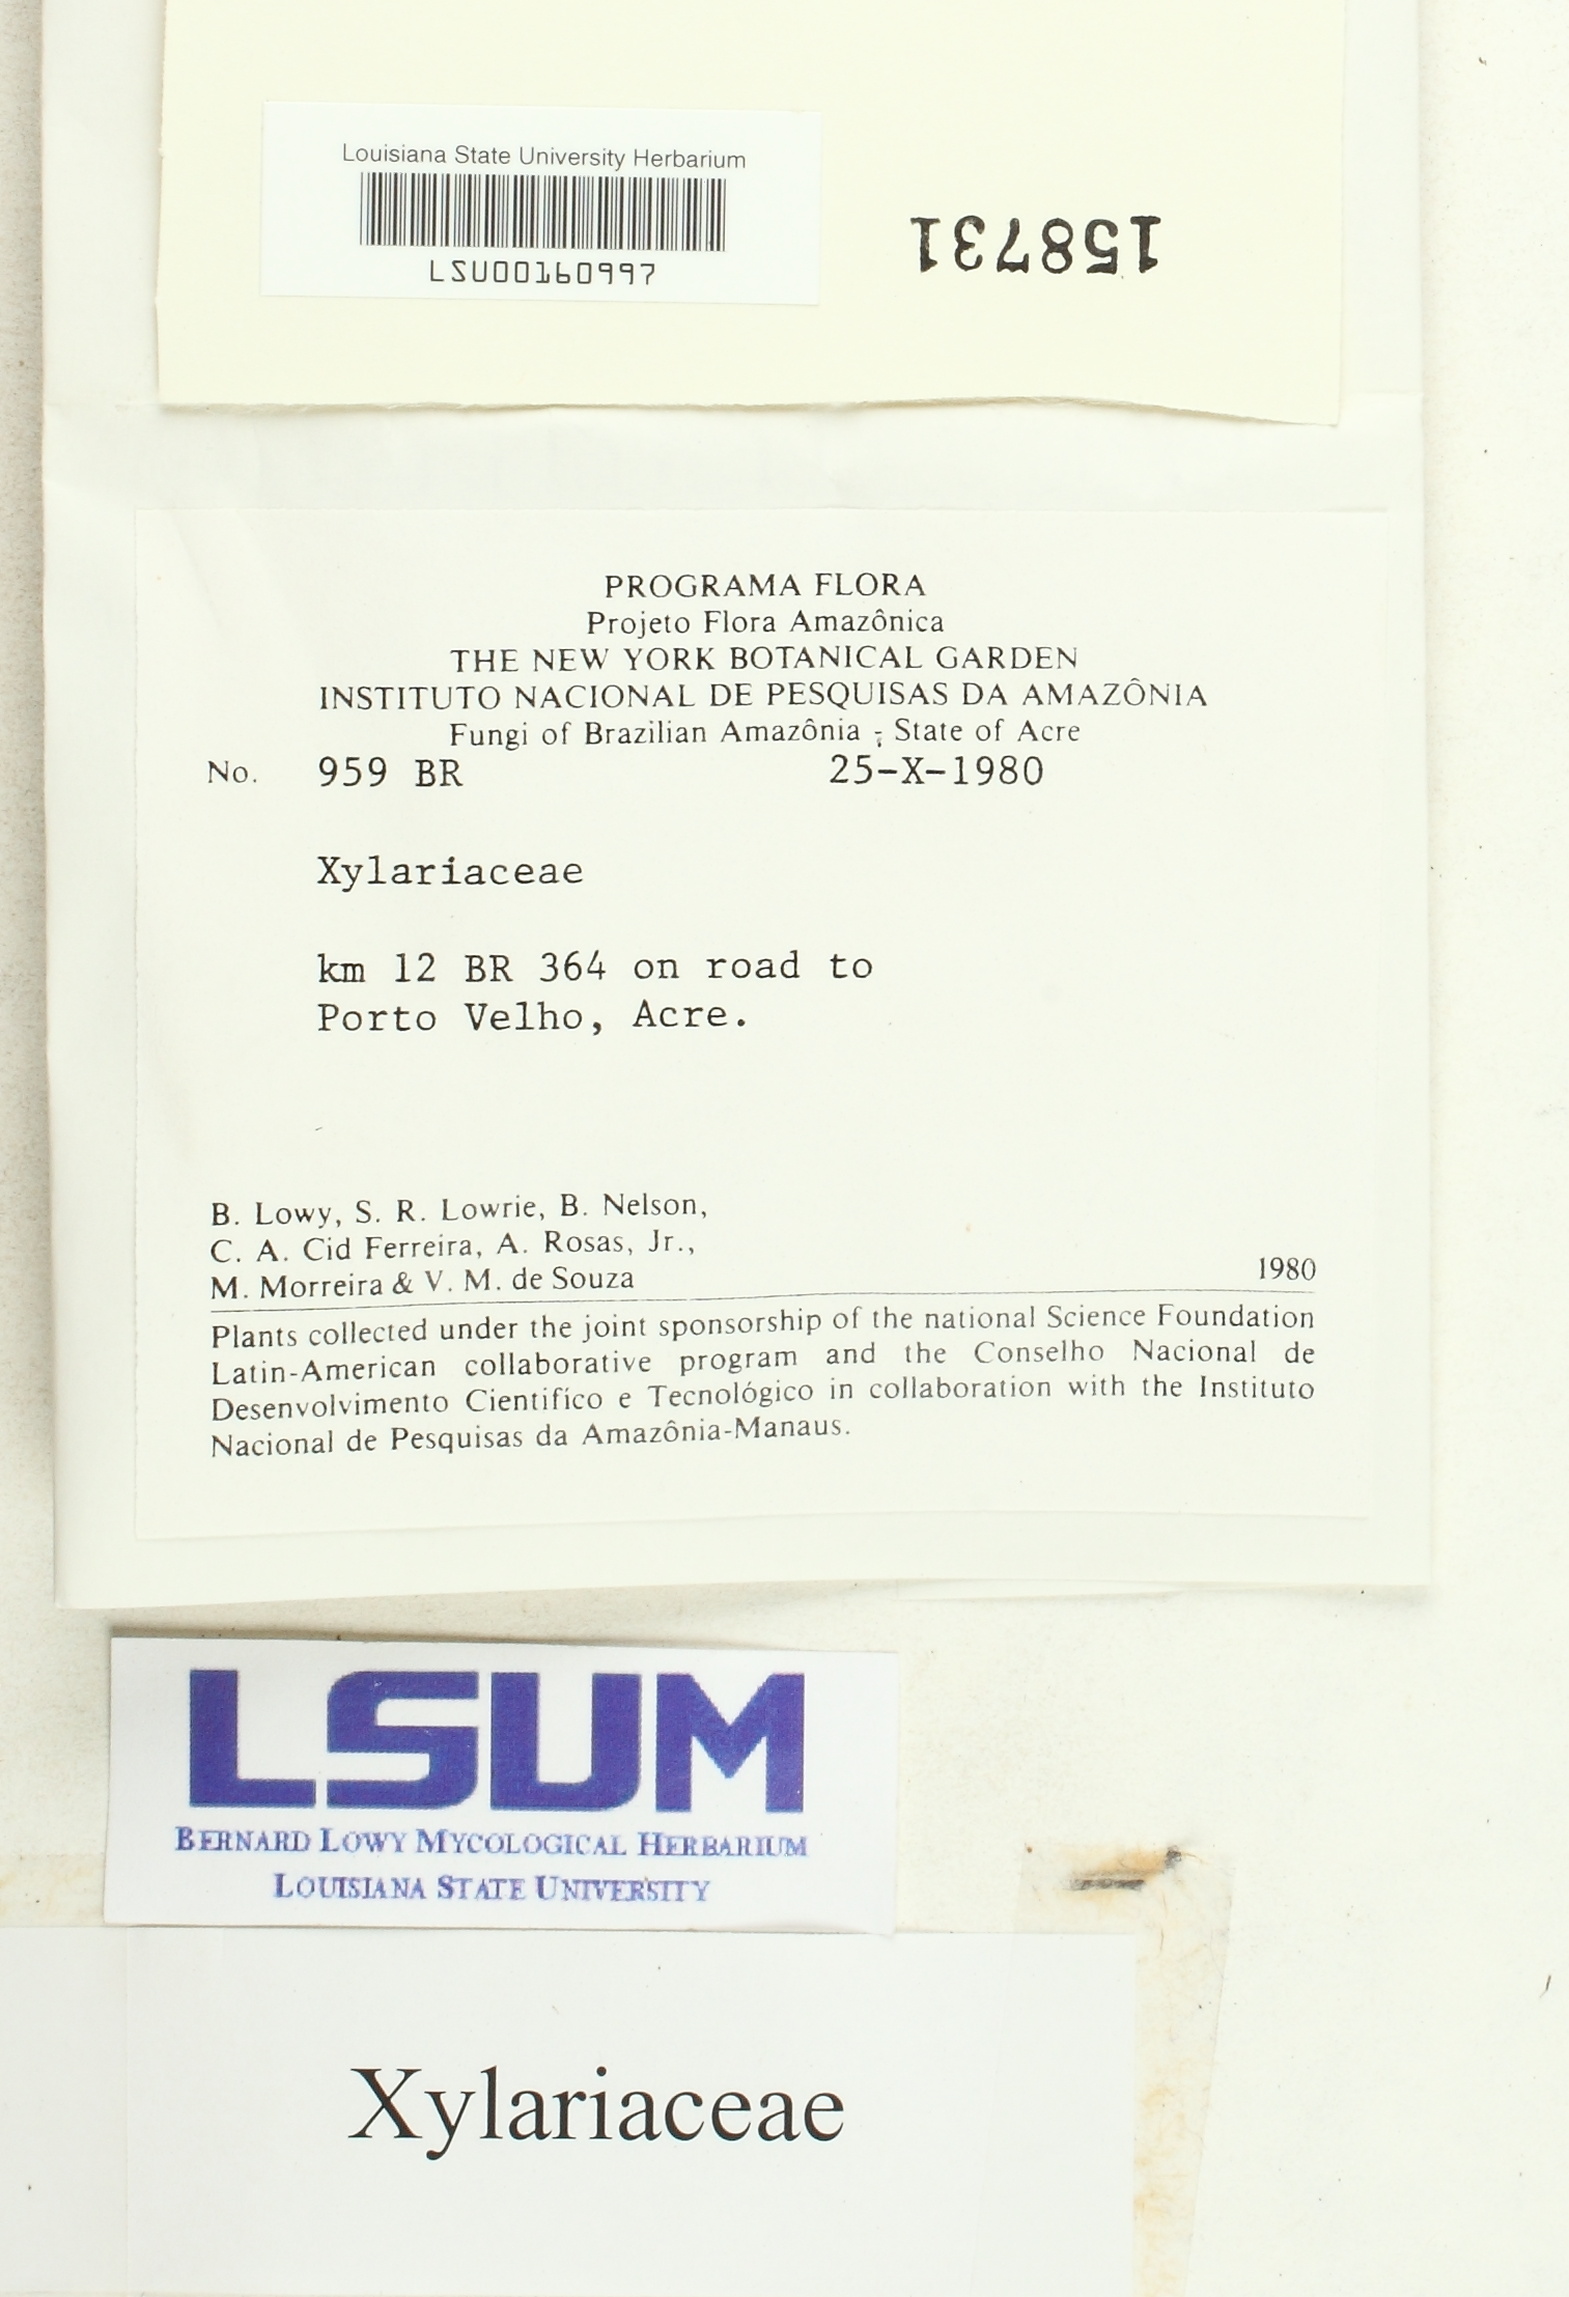 Louisiana State University Herbarium
LSU00160997
158731
PROGRAMA FLORA
Projeto Flora Amazônica
THE NEW YORK BOTANICAL GARDEN
INSTITUTO NACIONAL DE PESQUISAS DA AMAZÔNIA
Fungi of Brazilian Amazônia - State of Acre
No. 959 BR 25-X-1980
Xylariaceae
km 12 BR 364 on road to
Porto Velho, Acre.
B. Lowy, S. R. Lowrie, B. Nelson,
C. A. Cid Ferreira, A. Rosas, Jr.,
M. Morreira & V. M. de Souza 1980
Plants collected under the joint sponsorship of the national Science Foundation
Latin-American collaborative program and the Conselho Nacional de
Desenvolvimento Cientifíco e Tecnológico in collaboration with the Instituto
Nacional de Pesquisas da Amazônia-Manaus.
LSUM
BERNARD LOWY MYCOLOGICAL HERBARIUM
LOUISIANA STATE UNIVERSITY
Xylariaceae